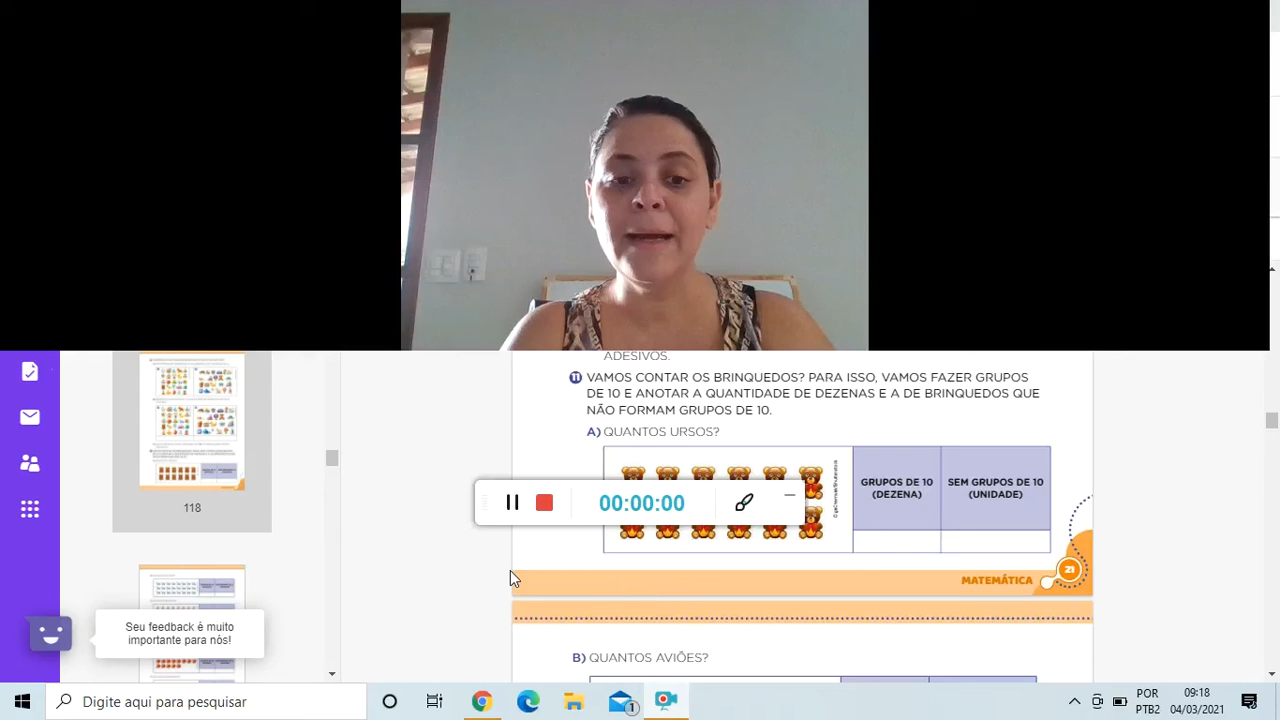 ADESIVOS.
11 VAMOS CONTAR OS BRINQUEDOS? PARA ISSO, VAMOS FAZER GRUPOS
DE 10 E ANOTAR A QUANTIDADE DE DEZENAS E A DE BRINQUEDOS QUE
NÃO FORMAM GRUPOS DE 10.
A) QUANTOS URSOS?
GRUPOS DE 10
(DEZENA)
SEM GRUPOS DE 10
(UNIDADE)
00:00:00
118
MATEMÁTICA
21
Seu feedback é muito
importante para nós!
B) QUANTOS AVIÕES?
Digite aqui para pesquisar
1
POR
PTB2
09:18
04/03/2021